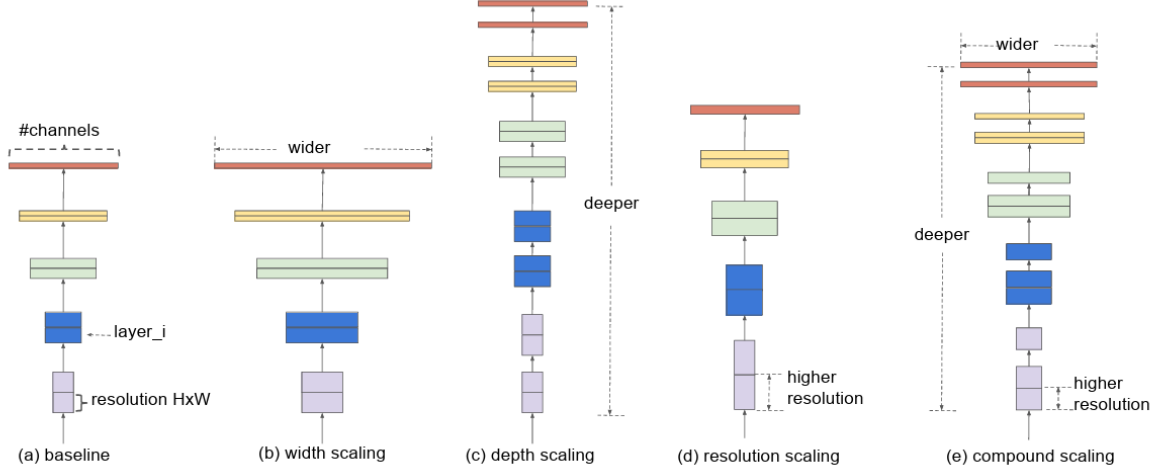 #channels
layer_i
resolution HxW
(a) baseline
wider
(b) width scaling
deeper
(c) depth scaling
higher
resolution
(d) resolution scaling
wider
deeper
higher
resolution
(e) compound scaling